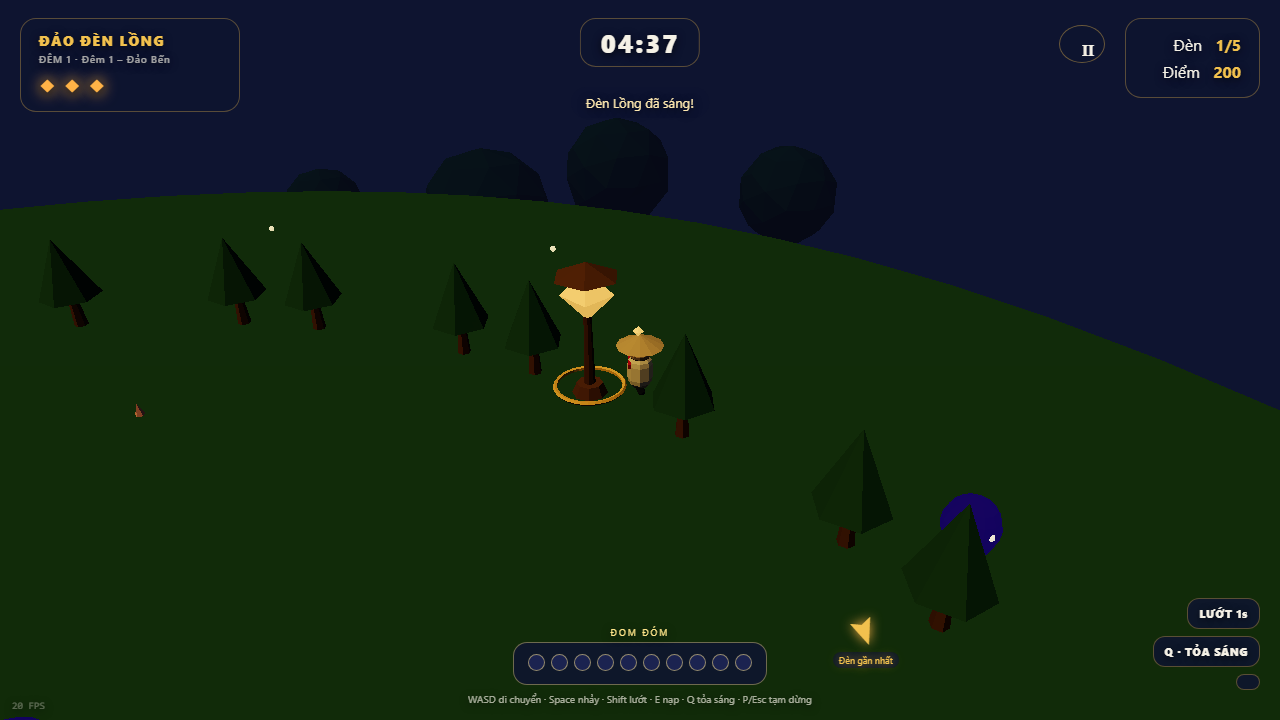 ĐẢO ĐÈN LỒNG
ĐÊM 1 · Đêm 1 – Đảo Bến
04:37
II
Đèn 1/5
Điểm 200
Đèn Lồng đã sáng!
LƯỚT 1s
Q · TỎA SÁNG
ĐOM ĐÓM
Đèn gần nhất
WASD di chuyển · Space nhảy · Shift lướt · E nạp · Q tỏa sáng · P/Esc tạm dừng
20 FPS